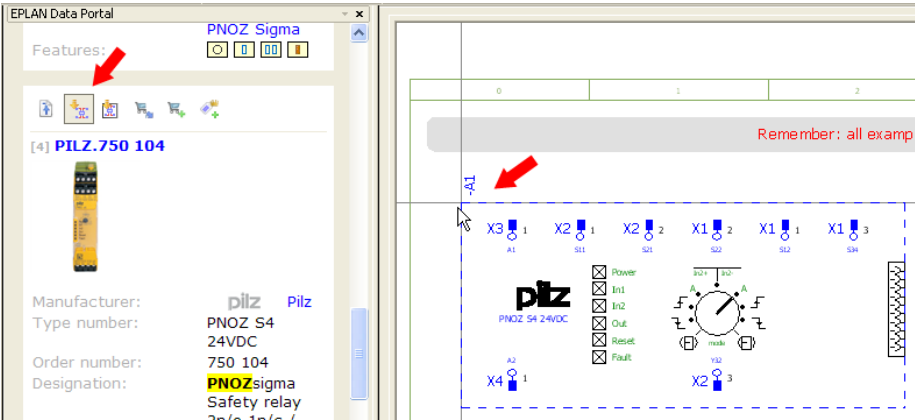 EPLAN Data Portal
PNOZ Sigma
Features:
[4] PILZ.750 104
Manufacturer: pilz Pilz
Type number: PNOZ S4
24VDC
Order number: 750 104
Designation: PNOZsigma
Safety relay
2n/o 1n/c /
0 1 2
Remember: all examp
-A1
X3 1 X2 1 X2 2 X1 2 X1 1 X1 3
A1 S11 S21 S22 S12 S34
Power
In1
In2
Out
Reset
Fault
pilz
PNOZ S4 24VDC
In2+ In2-
A A
mode
A2 Y32
X4 1 X2 3